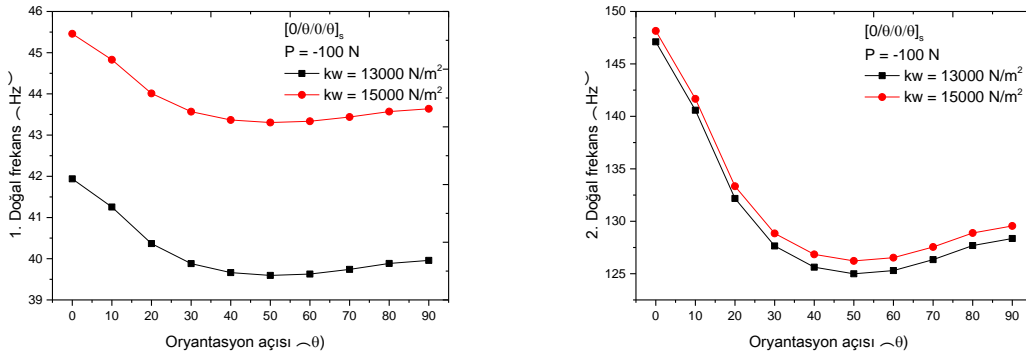 46
45
44
43
42
41
40
39
1. Doğal frekans (Hz)
[0/θ/0/θ]s
P = -100 N
kw = 13000 N/m²
kw = 15000 N/m²
0 10 20 30 40 50 60 70 80 90
Oryantasyon açısı (θ)
150
145
140
135
130
125
2. Doğal frekans (Hz)
[0/θ/0/θ]s
P = -100 N
kw = 13000 N/m²
kw = 15000 N/m²
0 10 20 30 40 50 60 70 80 90
Oryantasyon açısı (θ)